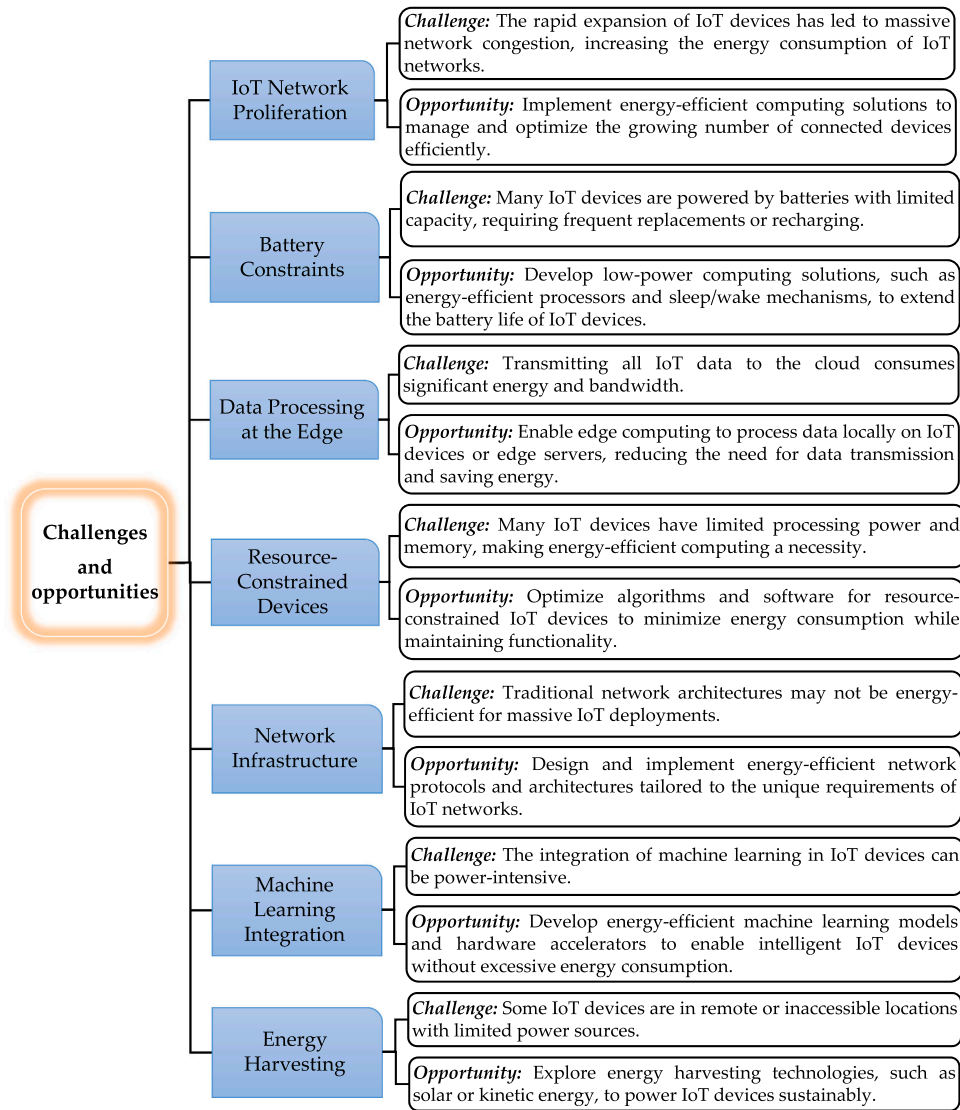 Challenges
and
opportunities
IoT Network
Proliferation
Challenge: The rapid expansion of IoT devices has led to massive
network congestion, increasing the energy consumption of IoT
networks.
Opportunity: Implement energy-efficient computing solutions to
manage and optimize the growing number of connected devices
efficiently.
Battery
Constraints
Challenge: Many IoT devices are powered by batteries with limited
capacity, requiring frequent replacements or recharging.
Opportunity: Develop low-power computing solutions, such as
energy-efficient processors and sleep/wake mechanisms, to extend
the battery life of IoT devices.
Data Processing
at the Edge
Challenge: Transmitting all IoT data to the cloud consumes
significant energy and bandwidth.
Opportunity: Enable edge computing to process data locally on IoT
devices or edge servers, reducing the need for data transmission
and saving energy.
Resource-
Constrained
Devices
Challenge: Many IoT devices have limited processing power and
memory, making energy-efficient computing a necessity.
Opportunity: Optimize algorithms and software for resource-
constrained IoT devices to minimize energy consumption while
maintaining functionality.
Network
Infrastructure
Challenge: Traditional network architectures may not be energy-
efficient for massive IoT deployments.
Opportunity: Design and implement energy-efficient network
protocols and architectures tailored to the unique requirements of
IoT networks.
Machine
Learning
Integration
Challenge: The integration of machine learning in IoT devices can
be power-intensive.
Opportunity: Develop energy-efficient machine learning models
and hardware accelerators to enable intelligent IoT devices
without excessive energy consumption.
Energy
Harvesting
Challenge: Some IoT devices are in remote or inaccessible locations
with limited power sources.
Opportunity: Explore energy harvesting technologies, such as
solar or kinetic energy, to power IoT devices sustainably.